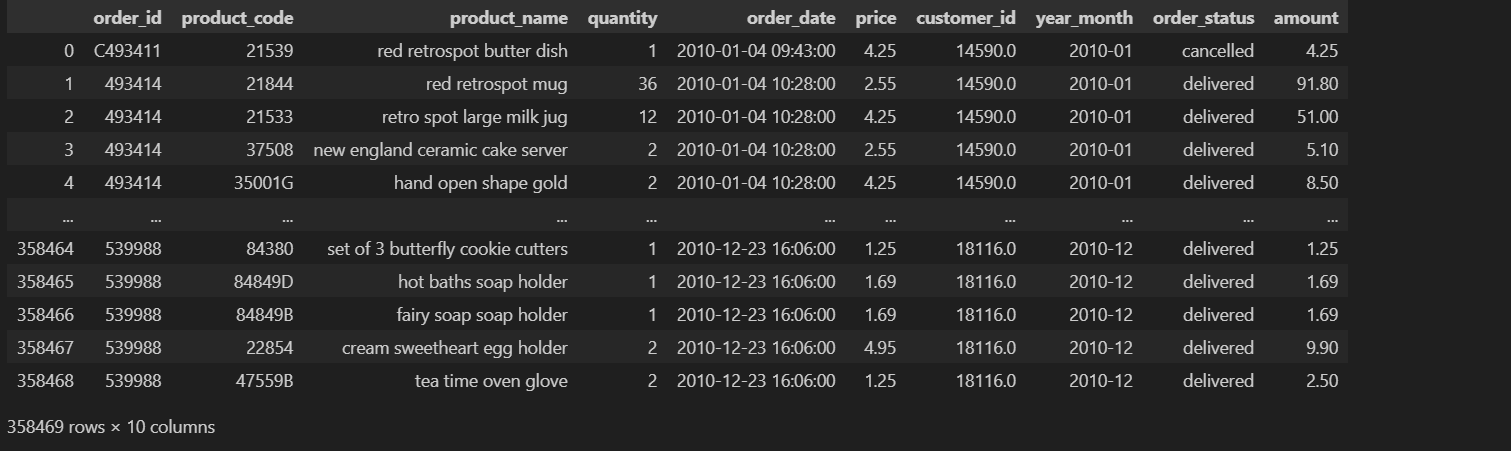 order_id product_code product_name quantity order_date price customer_id year_month order_status amount
0 C493411 21539 red retrospot butter dish 1 2010-01-04 09:43:00 4.25 14590.0 2010-01 cancelled 4.25
1 493414 21844 red retrospot mug 36 2010-01-04 10:28:00 2.55 14590.0 2010-01 delivered 91.80
2 493414 21533 retro spot large milk jug 12 2010-01-04 10:28:00 4.25 14590.0 2010-01 delivered 51.00
3 493414 37508 new england ceramic cake server 2 2010-01-04 10:28:00 2.55 14590.0 2010-01 delivered 5.10
4 493414 35001G hand open shape gold 2 2010-01-04 10:28:00 4.25 14590.0 2010-01 delivered 8.50
... ... ... ... ... ... ... ... ... ... ...
358464 539988 84380 set of 3 butterfly cookie cutters 1 2010-12-23 16:06:00 1.25 18116.0 2010-12 delivered 1.25
358465 539988 84849D hot baths soap holder 1 2010-12-23 16:06:00 1.69 18116.0 2010-12 delivered 1.69
358466 539988 84849B fairy soap soap holder 1 2010-12-23 16:06:00 1.69 18116.0 2010-12 delivered 1.69
358467 539988 22854 cream sweetheart egg holder 2 2010-12-23 16:06:00 4.95 18116.0 2010-12 delivered 9.90
358468 539988 47559B tea time oven glove 2 2010-12-23 16:06:00 1.25 18116.0 2010-12 delivered 2.50
358469 rows × 10 columns